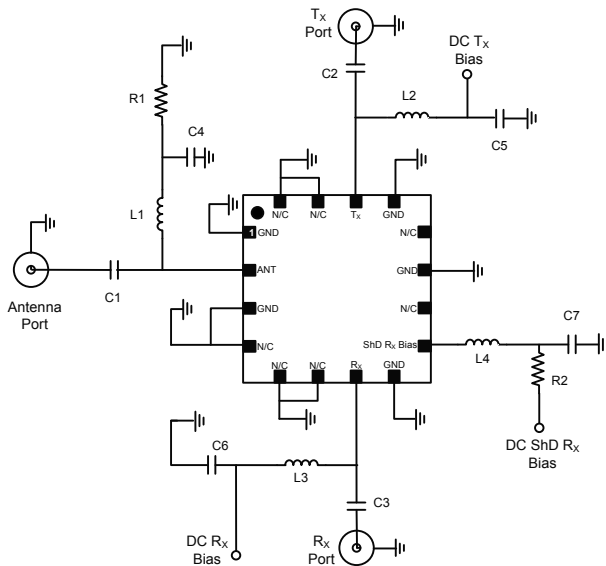 TX
Port
DC TX
Bias
C2
L2
R1
C4
C5
L1
N/C
N/C
TX
GND
1
GND
N/C
ANT
GND
Antenna
Port
C1
GND
N/C
C7
ShD RX Bias
N/C
L4
R2
N/C
N/C
RX
GND
C6
L3
DC ShD RX
Bias
C3
DC RX
Bias
RX
Port